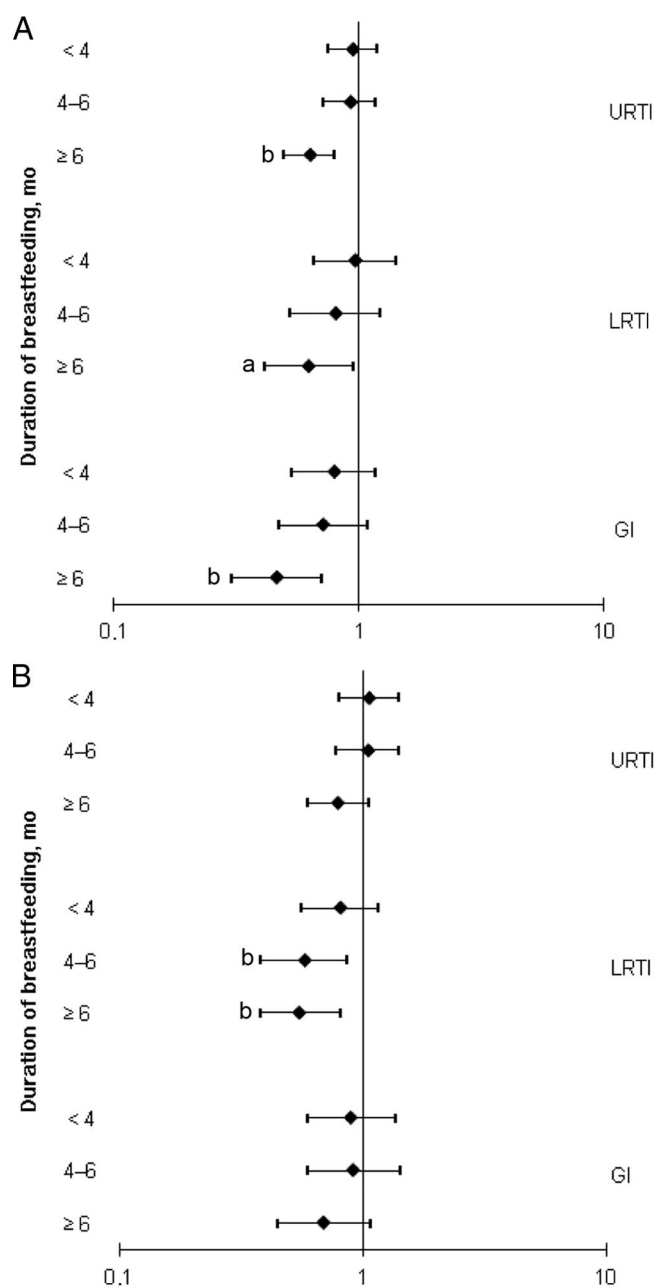 A
Duration of breastfeeding, mo
< 4
4–6
URTI
≥ 6 b
< 4
4–6
LRTI
≥ 6 a
< 4
4–6
GI
≥ 6 b
0.1 1 10
B
Duration of breastfeeding, mo
< 4
4–6
URTI
≥ 6
< 4
4–6 b
LRTI
≥ 6 b
< 4
4–6
GI
≥ 6
0.1 1 10